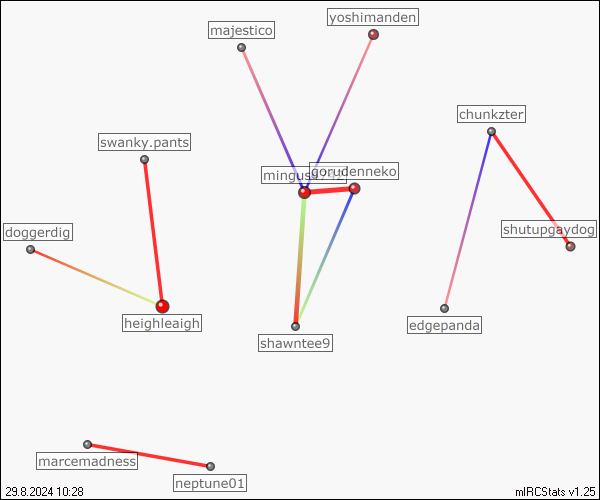 yoshimanden
majestico
chunkzter
swanky.pants
gorudenneko
doggerdig
shutupgaydog
heighleaigh
edgepanda
shawntee9
marcemadness
neptune01
29.8.2024 10:28
mIRCStats v1.25